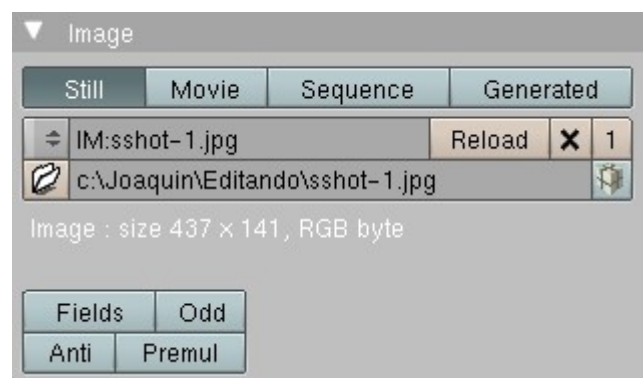 Image
Still Movie Sequence Generated
IM:sshot-1.jpg Reload X 1
c:\Joaquin\Editando\sshot-1.jpg
Image : size 437 × 141, RGB byte
Fields Odd
Anti Premul